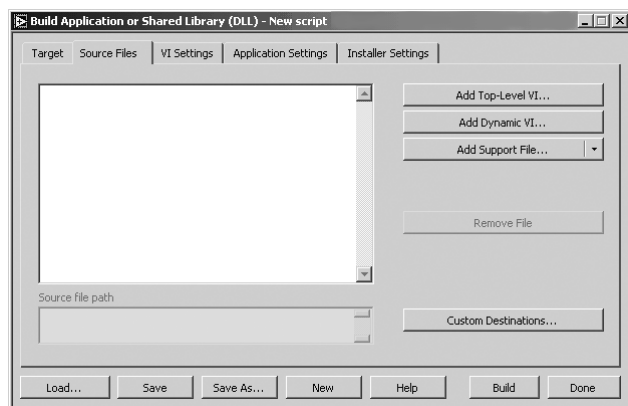 Build Application or Shared Library (DLL) - New script
Target Source Files VI Settings Application Settings Installer Settings
Add Top-Level VI...
Add Dynamic VI...
Add Support File...
Remove File
Source file path
Custom Destinations...
Load... Save Save As... New Help Build Done